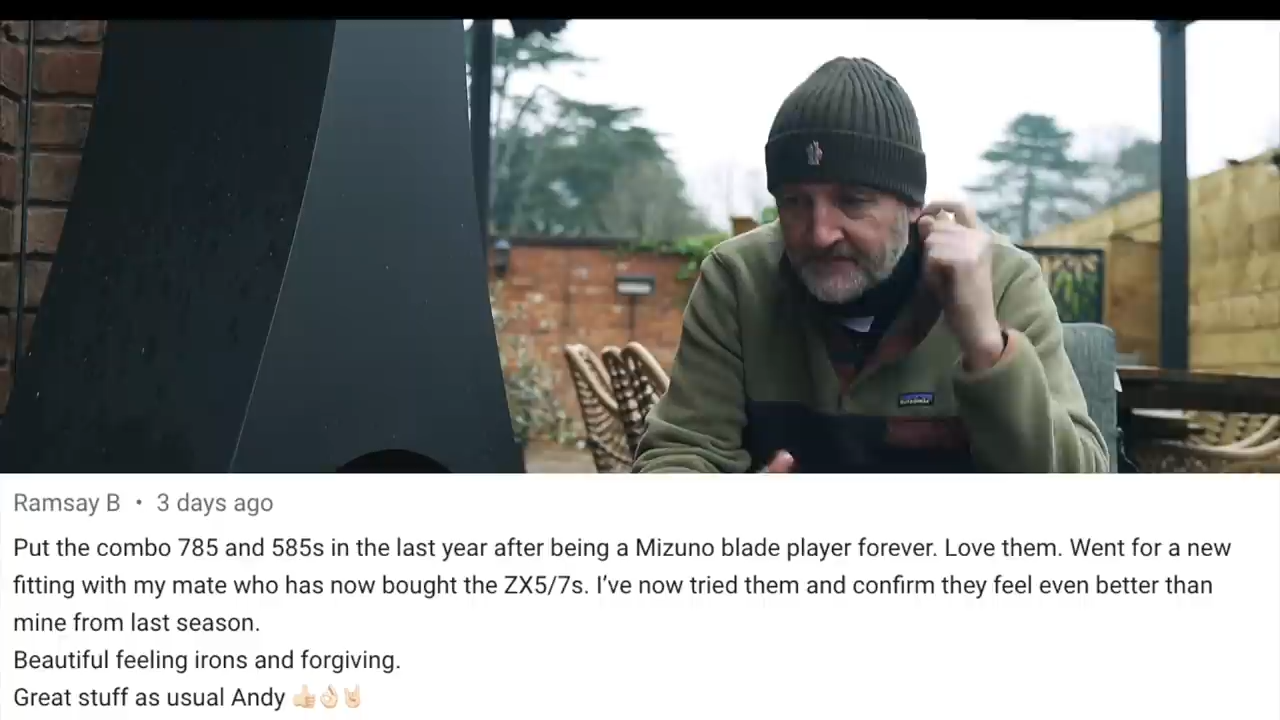 Ramsay B • 3 days ago
Put the combo 785 and 585s in the last year after being a Mizuno blade player forever. Love them. Went for a new
fitting with my mate who has now bought the ZX5/7s. I’ve now tried them and confirm they feel even better than
mine from last season.
Beautiful feeling irons and forgiving.
Great stuff as usual Andy 👍🏻👌🏻🤘🏻